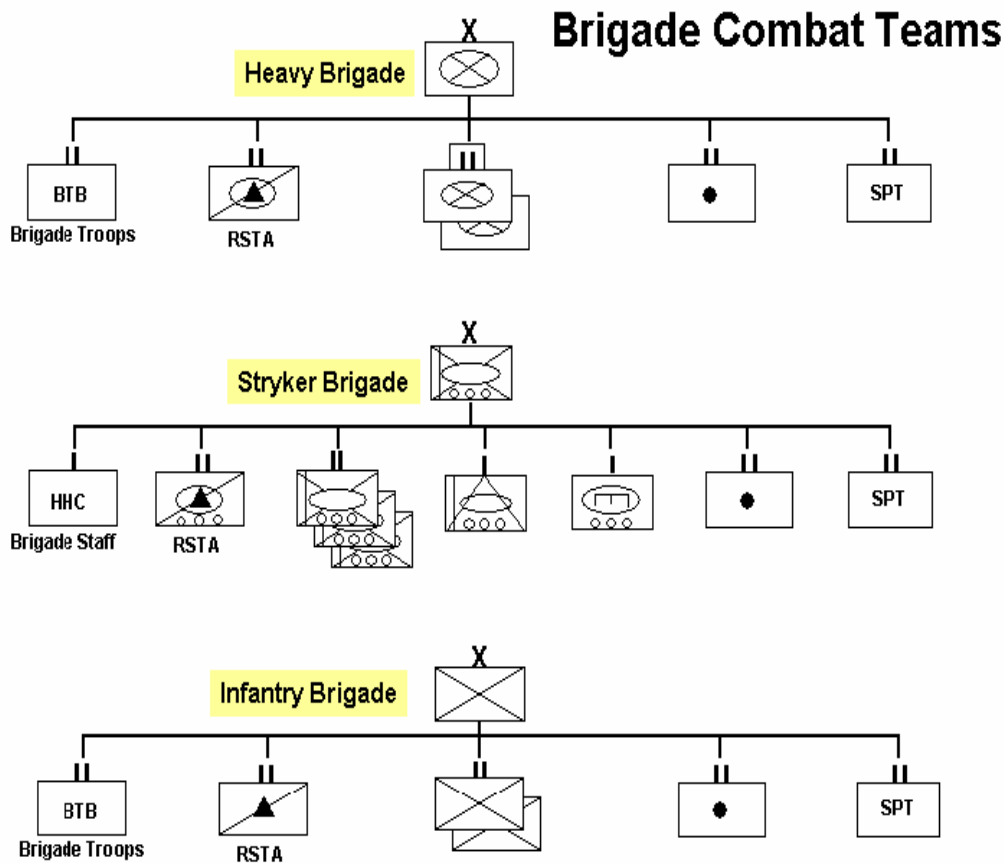 Brigade Combat Teams
X
Heavy Brigade
II II II II II
BTB SPT
Brigade Troops RSTA
X
Stryker Brigade
I II II I I II II
HHC SPT
Brigade Staff RSTA
X
Infantry Brigade
II II II II II
BTB SPT
Brigade Troops RSTA